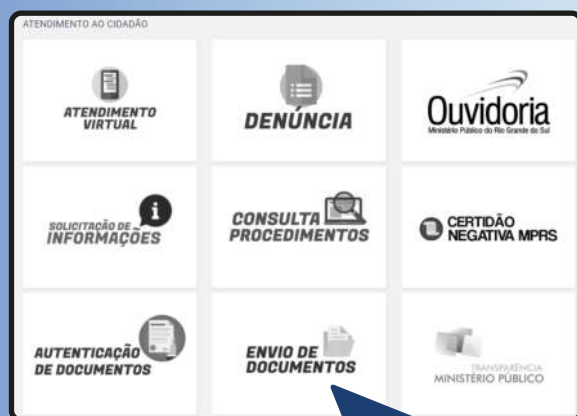 ATENDIMENTO AO CIDADÃO
ATENDIMENTO
VIRTUAL
DENÚNCIA
Ouvidoria
Ministério Público do Rio Grande do Sul
SOLICITAÇÃO DE
INFORMAÇÕES
CONSULTA
PROCEDIMENTOS
CERTIDÃO
NEGATIVA MPRS
AUTENTICAÇÃO
DE DOCUMENTOS
ENVIO DE
DOCUMENTOS
TRANSPARÊNCIA
MINISTÉRIO PÚBLICO